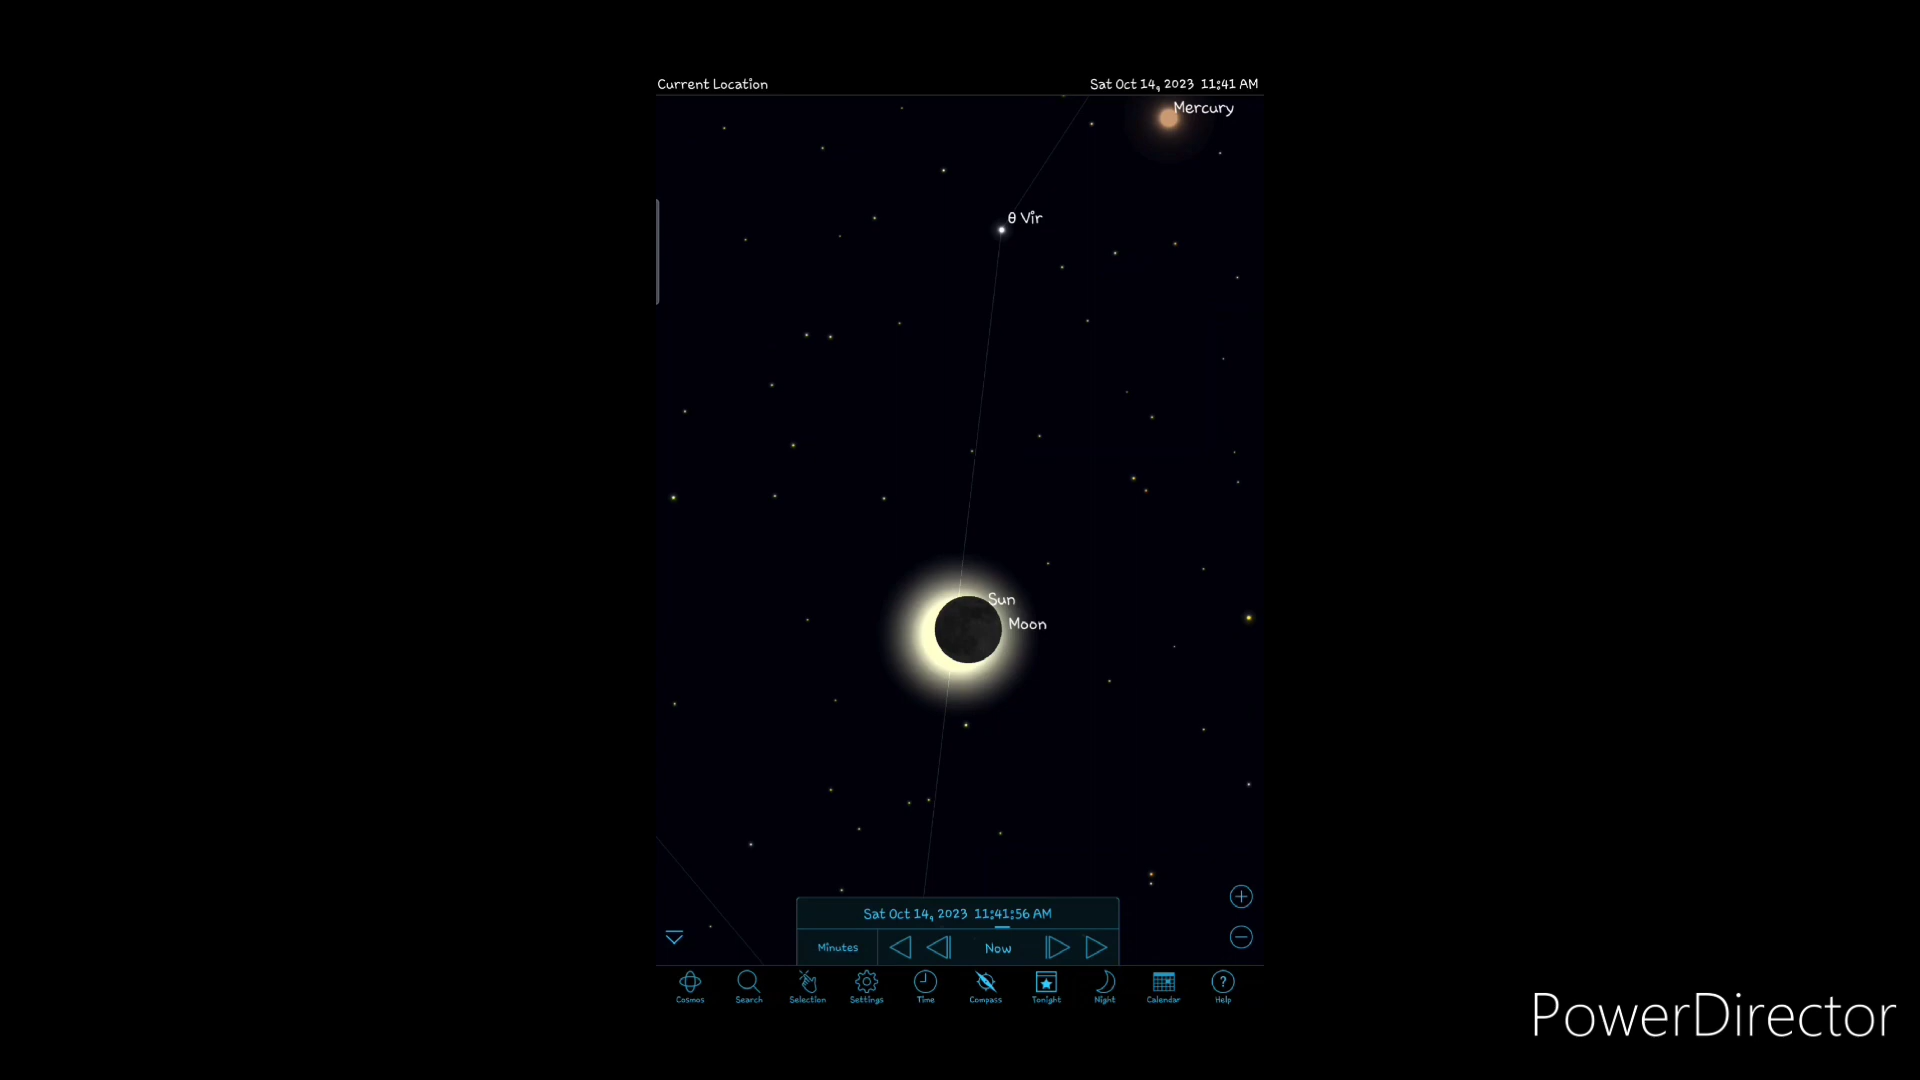 Current Location
Sat Oct 14, 2023 11:41 AM
Mercury
θ Vir
Sun
Moon
Sat Oct 14, 2023 11:41:56 AM
Minutes
Now
Cosmos
Search
Selection
Settings
Time
Compass
Tonight
Night
Calendar
?
Help
PowerDirector